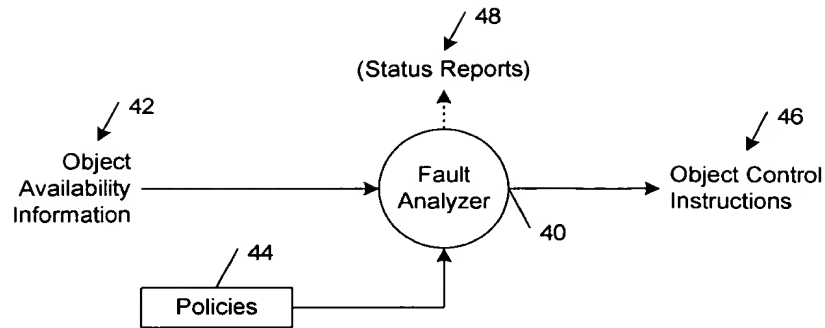 48
(Status Reports)
42
46
Object
Availability
Information
Fault
Analyzer
Object Control
Instructions
40
44
Policies